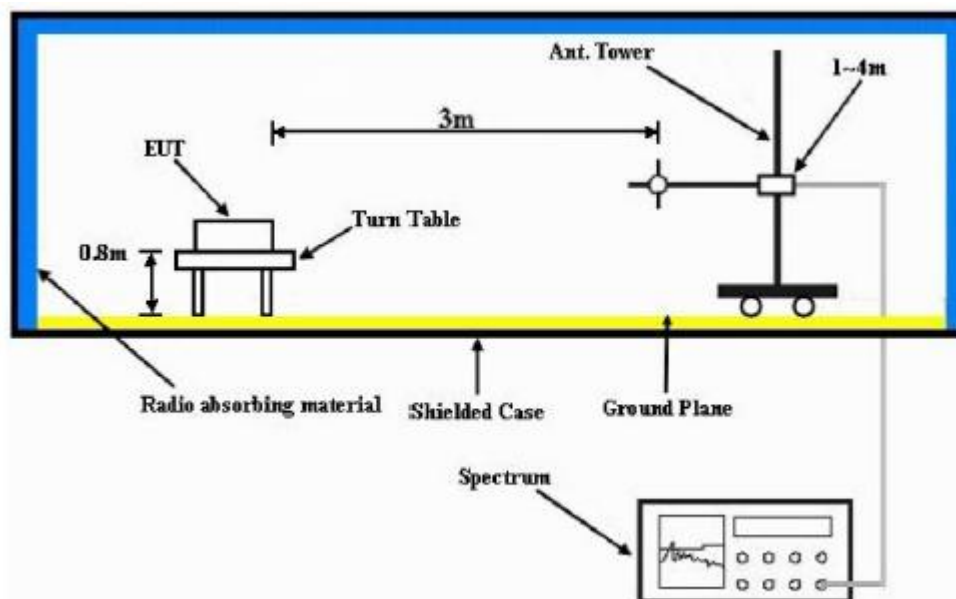 Ant. Tower
1~4m
3m
EUT
Turn Table
0.8m
Radio absorbing material
Shielded Case
Ground Plane
Spectrum